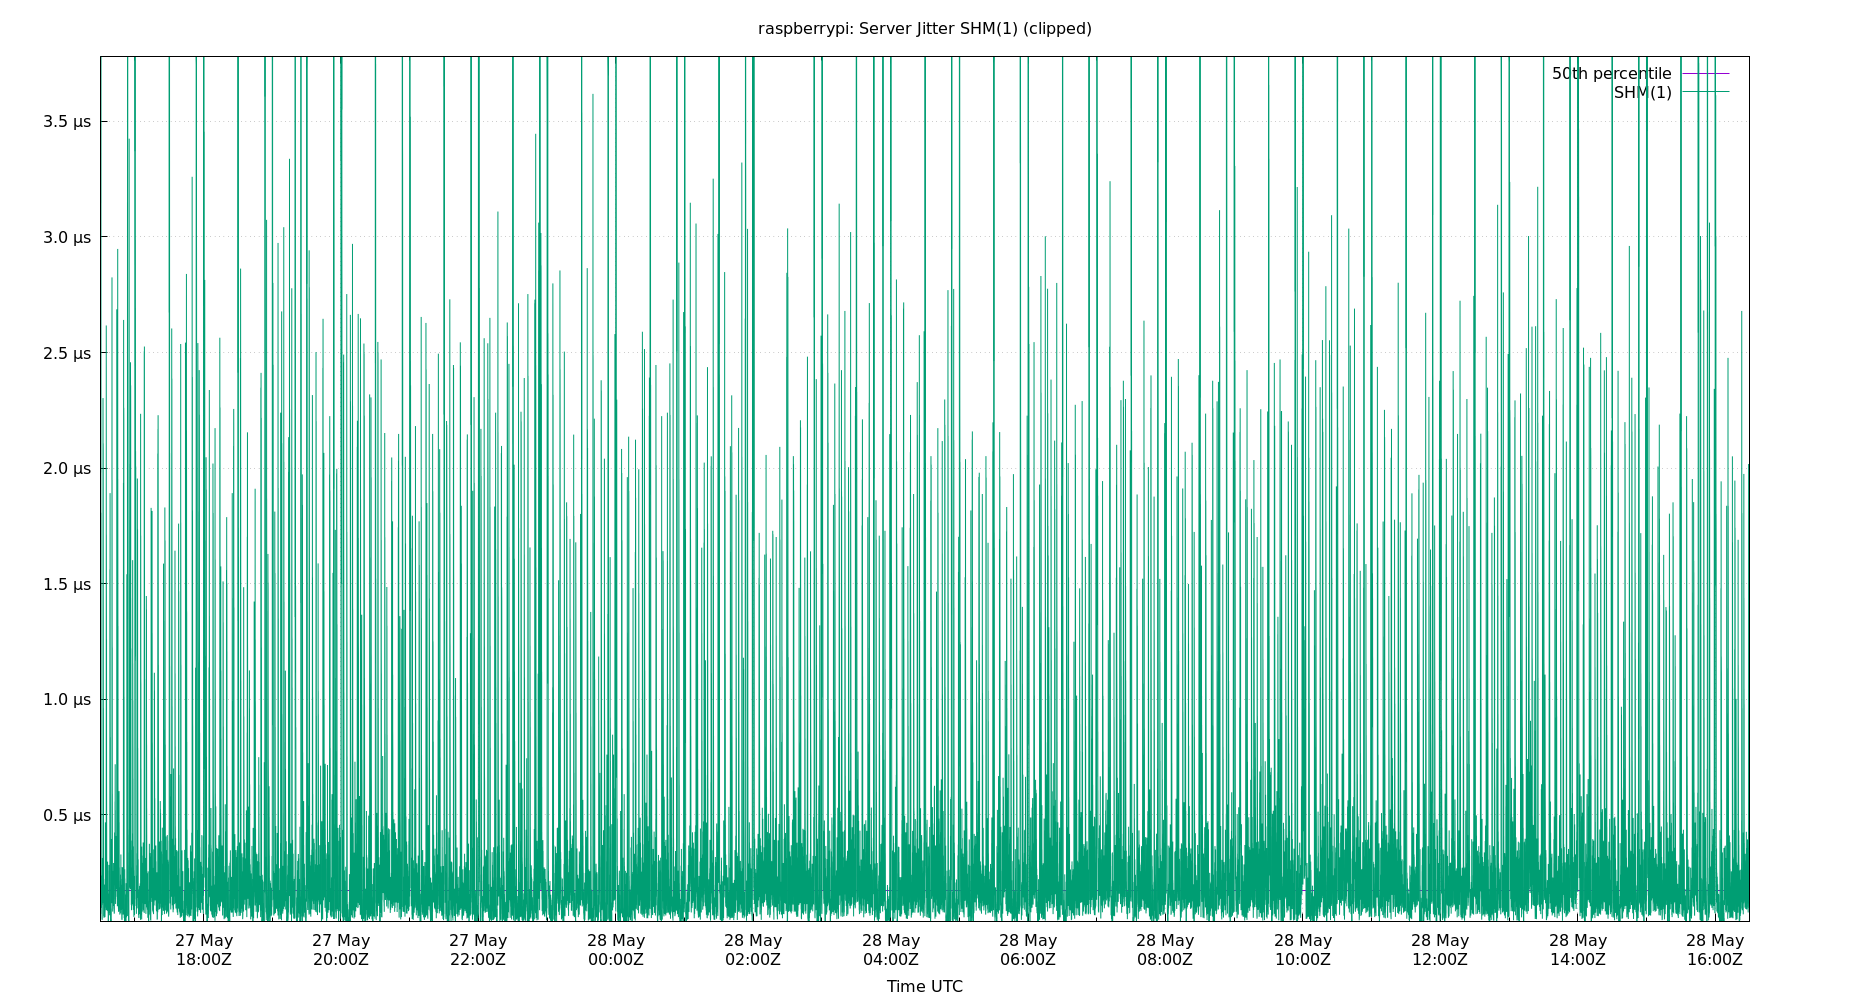 raspberrypi: Server Jitter SHM(1) (clipped)
50th percentile
SHM(1)
3.5 µs
3.0 µs
2.5 µs
2.0 µs
1.5 µs
1.0 µs
0.5 µs
27 May 27 May 27 May 28 May 28 May 28 May 28 May 28 May 28 May 28 May 28 May 28 May
18:00Z 20:00Z 22:00Z 00:00Z 02:00Z 04:00Z 06:00Z 08:00Z 10:00Z 12:00Z 14:00Z 16:00Z
Time UTC